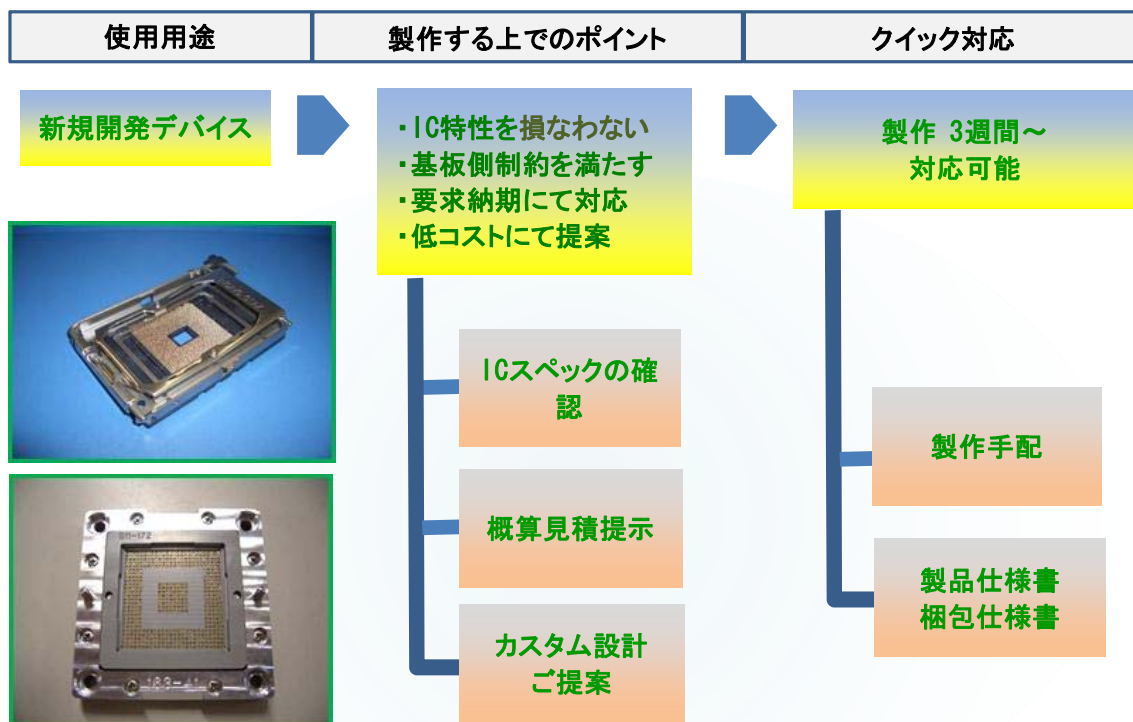 使用用途
製作する上でのポイント
クイック対応
新規開発デバイス
・IC特性を損なわない
・基板側制約を満たす
・要求納期にて対応
・低コストにて提案
製作 3週間～
対応可能
ICスペックの確
認
概算見積提示
カスタム設計
ご提案
製作手配
製品仕様書
梱包仕様書